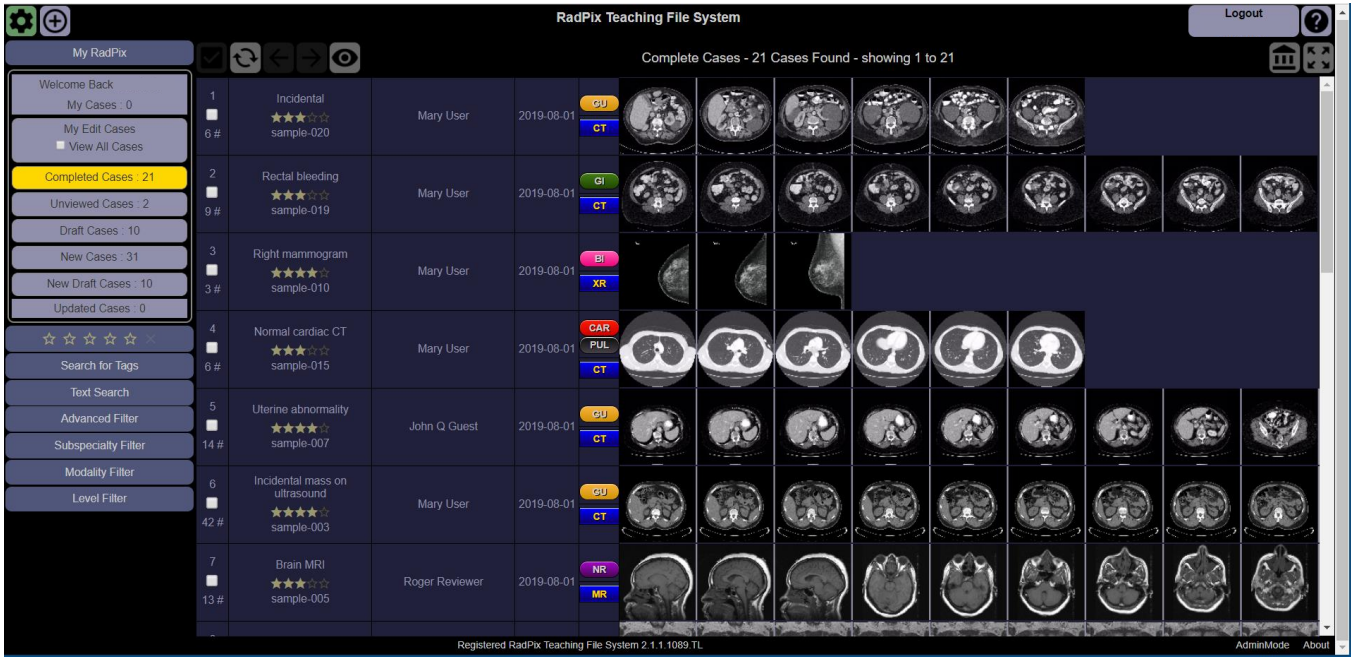 RadPix Teaching File System
Logout
?
My RadPix
Complete Cases - 21 Cases Found - showing 1 to 21
Welcome Back
My Cases : 0
My Edit Cases
View All Cases
Completed Cases : 21
Unviewed Cases : 2
Draft Cases : 10
New Cases : 31
New Draft Cases : 10
Updated Cases : 0
Search for Tags
Text Search
Advanced Filter
Subspecialty Filter
Modality Filter
Level Filter
1
6 #
Incidental
sample-020
Mary User
2019-08-01
GU
CT
2
9 #
Rectal bleeding
sample-019
Mary User
2019-08-01
GI
CT
3
3 #
Right mammogram
sample-010
Mary User
2019-08-01
BI
XR
4
6 #
Normal cardiac CT
sample-015
Mary User
2019-08-01
CAR
PUL
CT
5
14 #
Uterine abnormality
sample-007
John Q Guest
2019-08-01
GU
CT
6
42 #
Incidental mass on
ultrasound
sample-003
Mary User
2019-08-01
GU
CT
7
13 #
Brain MRI
sample-005
Roger Reviewer
2019-08-01
NR
MR
Registered RadPix Teaching File System 2.1.1.1089.TL
AdminMode
About